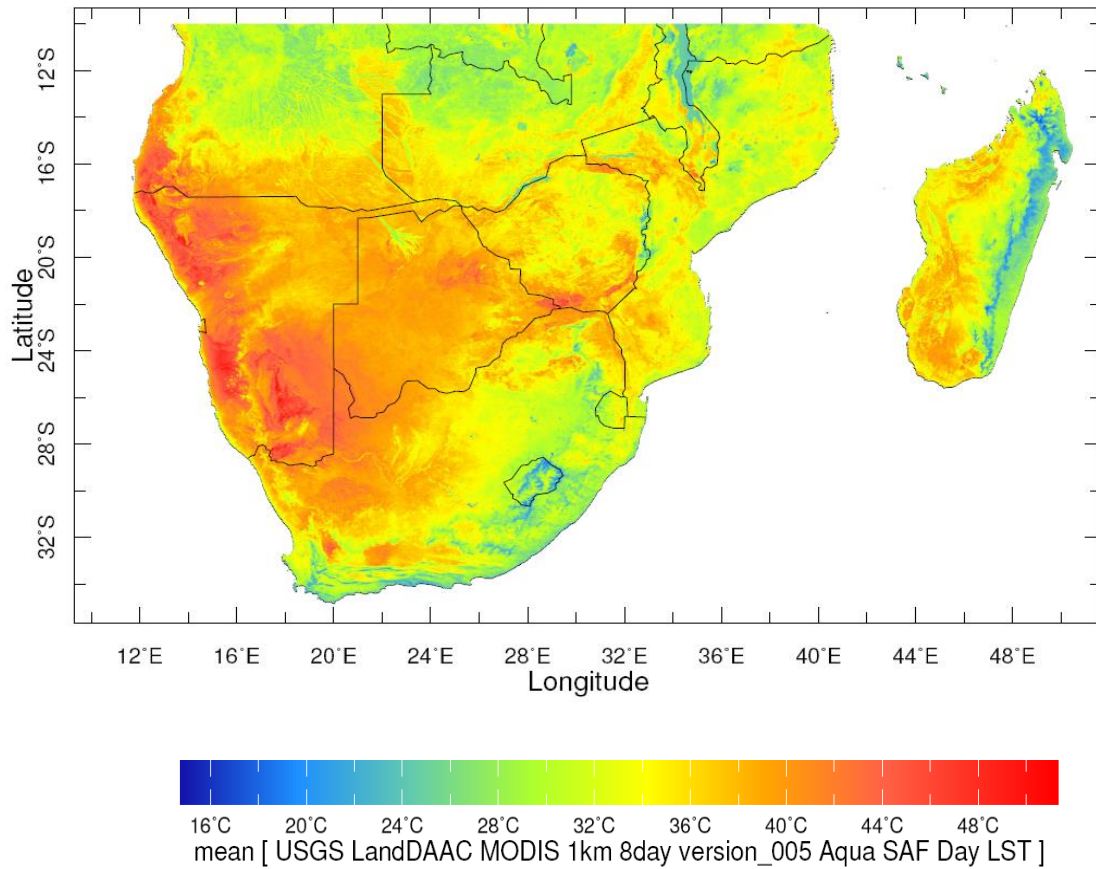 12°S
16°S
20°S
24°S
28°S
32°S
Latitude
12°E 16°E 20°E 24°E 28°E 32°E 36°E 40°E 44°E 48°E
Longitude
16°C 20°C 24°C 28°C 32°C 36°C 40°C 44°C 48°C
mean [ USGS LandDAAC MODIS 1km 8day version_005 Aqua SAF Day LST ]